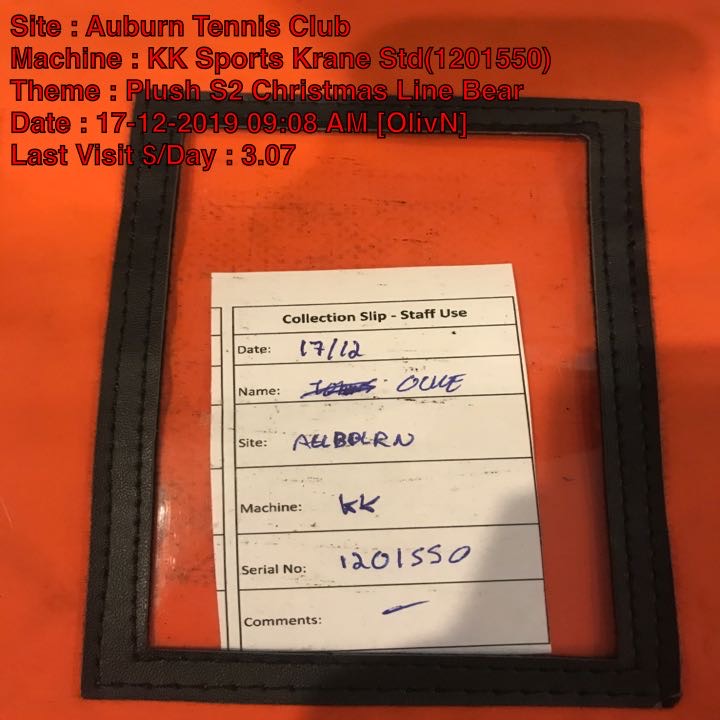 Site : Auburn Tennis Club
Machine : KK Sports Krane Std(1201550)
Theme : Plush S2 Christmas Line Bear
Date : 17-12-2019 09:08 AM [OlivN]
Last Visit $/Day : 3.07
Collection Slip - Staff Use
Date: 17/12
Name: OLLIE
Site: AUBURN
Machine: KK
Serial No: 1201550
Comments: —